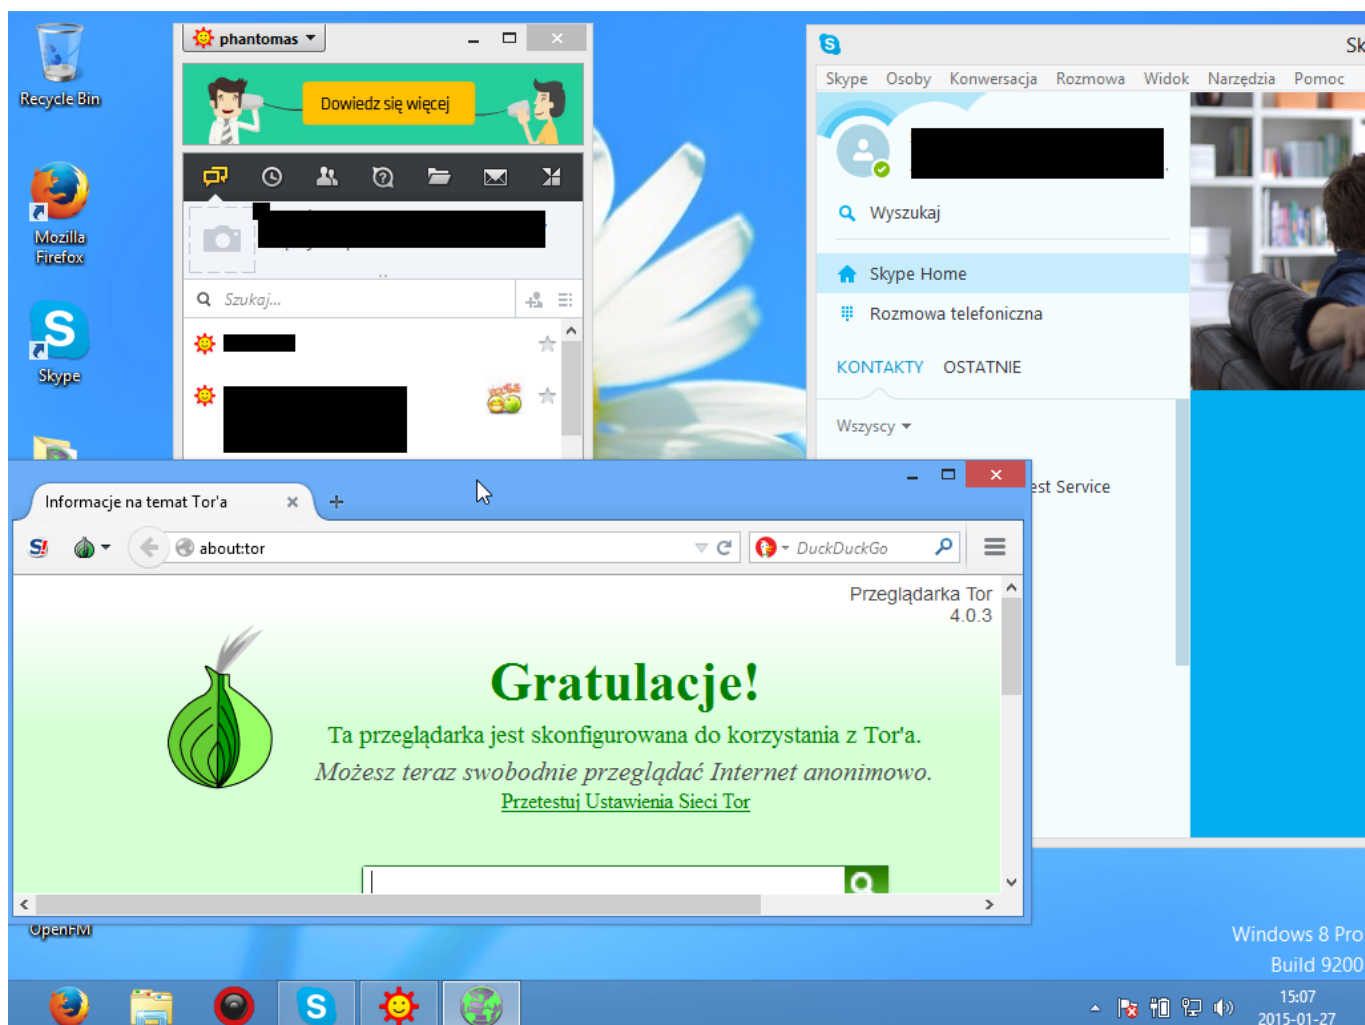 Recycle Bin
Mozilla
Firefox
Skype
phantomas
Dowiedz się więcej
Szukaj...
Sk
Skype Osoby Konwersacja Rozmowa Widok Narzędzia Pomoc
Wyszukaj
Skype Home
Rozmowa telefoniczna
KONTAKTY OSTATNIE
Wszyscy
est Service
Informacje na temat Tor'a
S!
about:tor
DuckDuckGo
Przeglądarka Tor
4.0.3
Gratulacje!
Ta przeglądarka jest skonfigurowana do korzystania z Tor'a.
Możesz teraz swobodnie przeglądać Internet anonimowo.
Przetestuj Ustawienia Sieci Tor
OpenFM
Windows 8 Pro
Build 9200
15:07
2015-01-27